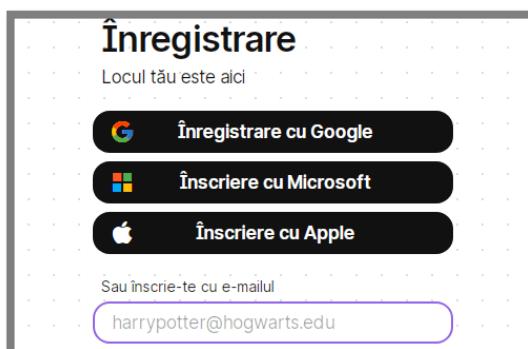 Înregistrare
Locul tău este aici
Înregistrare cu Google
Înscriere cu Microsoft
Înscriere cu Apple
Sau înscrie-te cu e-mailul
harrypotter@hogwarts.edu